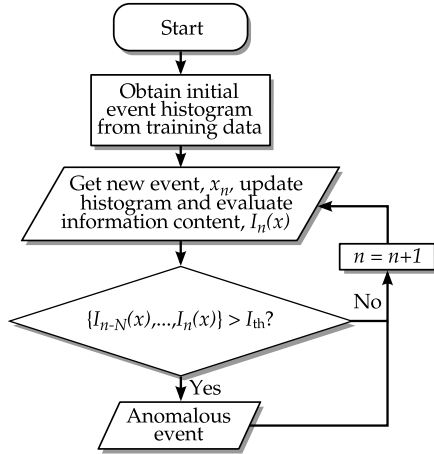 Start
Obtain initial
event histogram
from training data
Get new event, xₙ, update
histogram and evaluate
information content, Iₙ(x)
n = n+1
{Iₙ₋N(x),...,Iₙ(x)} > Ith?
No
Yes
Anomalous
event